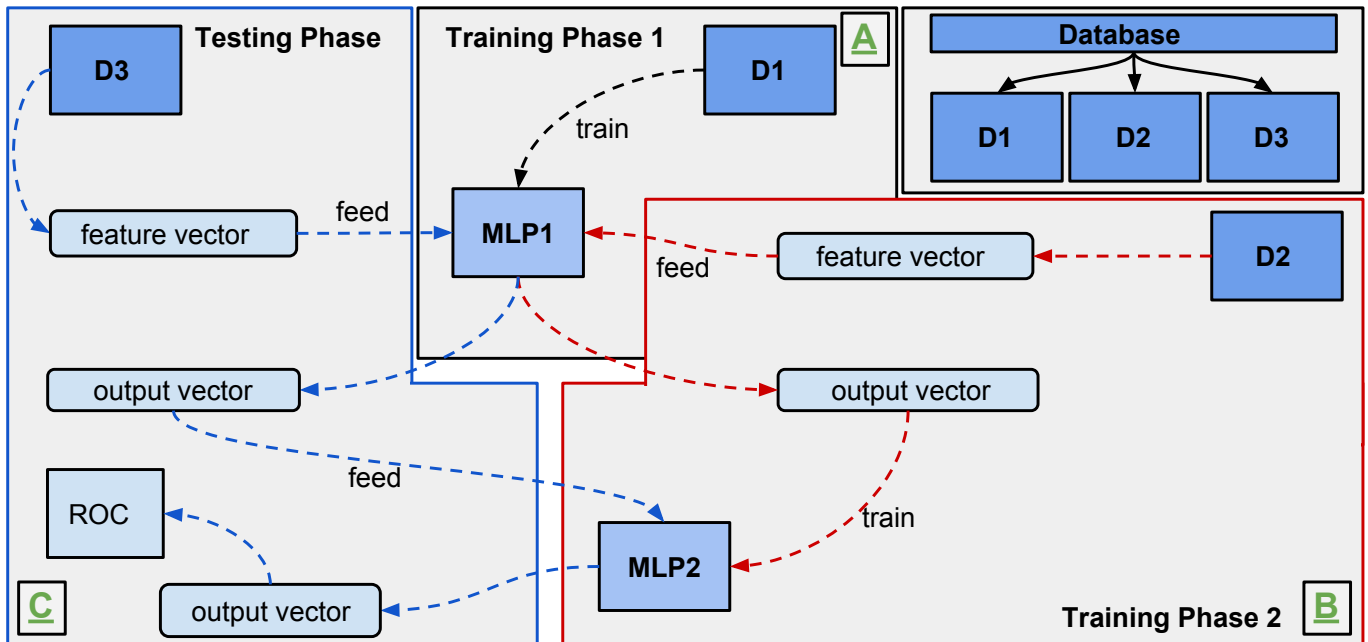 Testing Phase
D3
feature vector
feed
output vector
feed
ROC
output vector
C
Training Phase 1
A
D1
train
MLP1
Database
D1
D2
D3
feed
feature vector
D2
output vector
train
MLP2
Training Phase 2
B